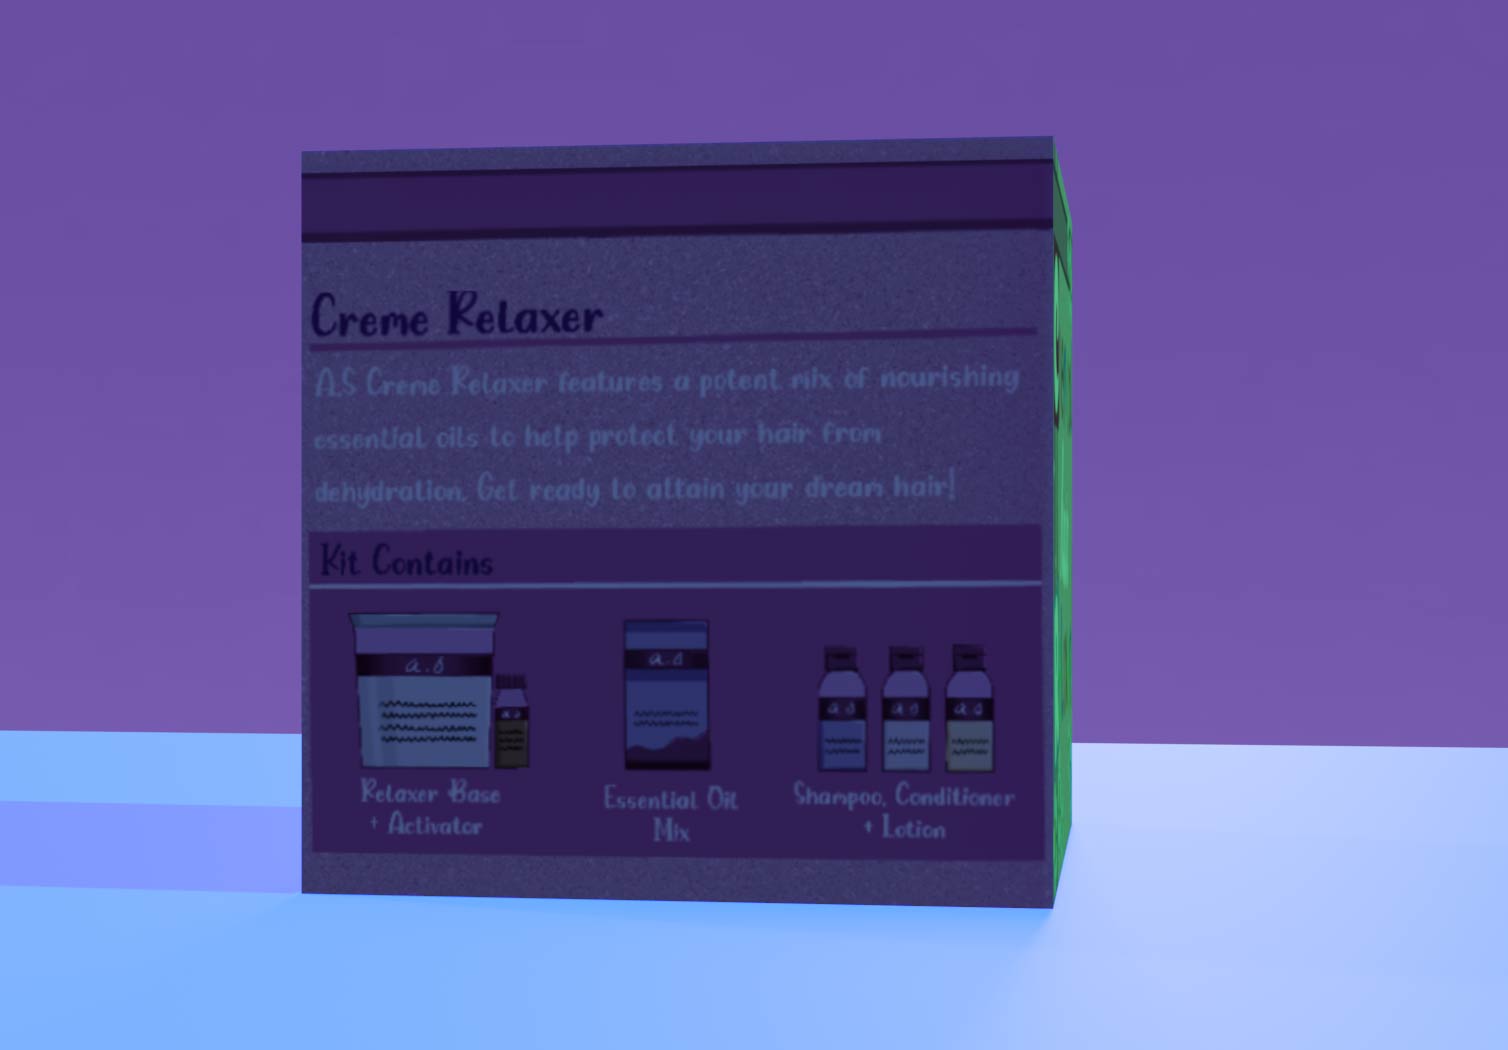 Creme Relaxer
A.S Creme Relaxer features a potent mix of nourishing
essential oils to help protect your hair from
dehydration. Get ready to attain your dream hair!
Kit Contains
a.s
a.s
a.s
a.s a.s a.s
Relaxer Base
+ Activator
Essential Oil
Mix
Shampoo, Conditioner
+ Lotion